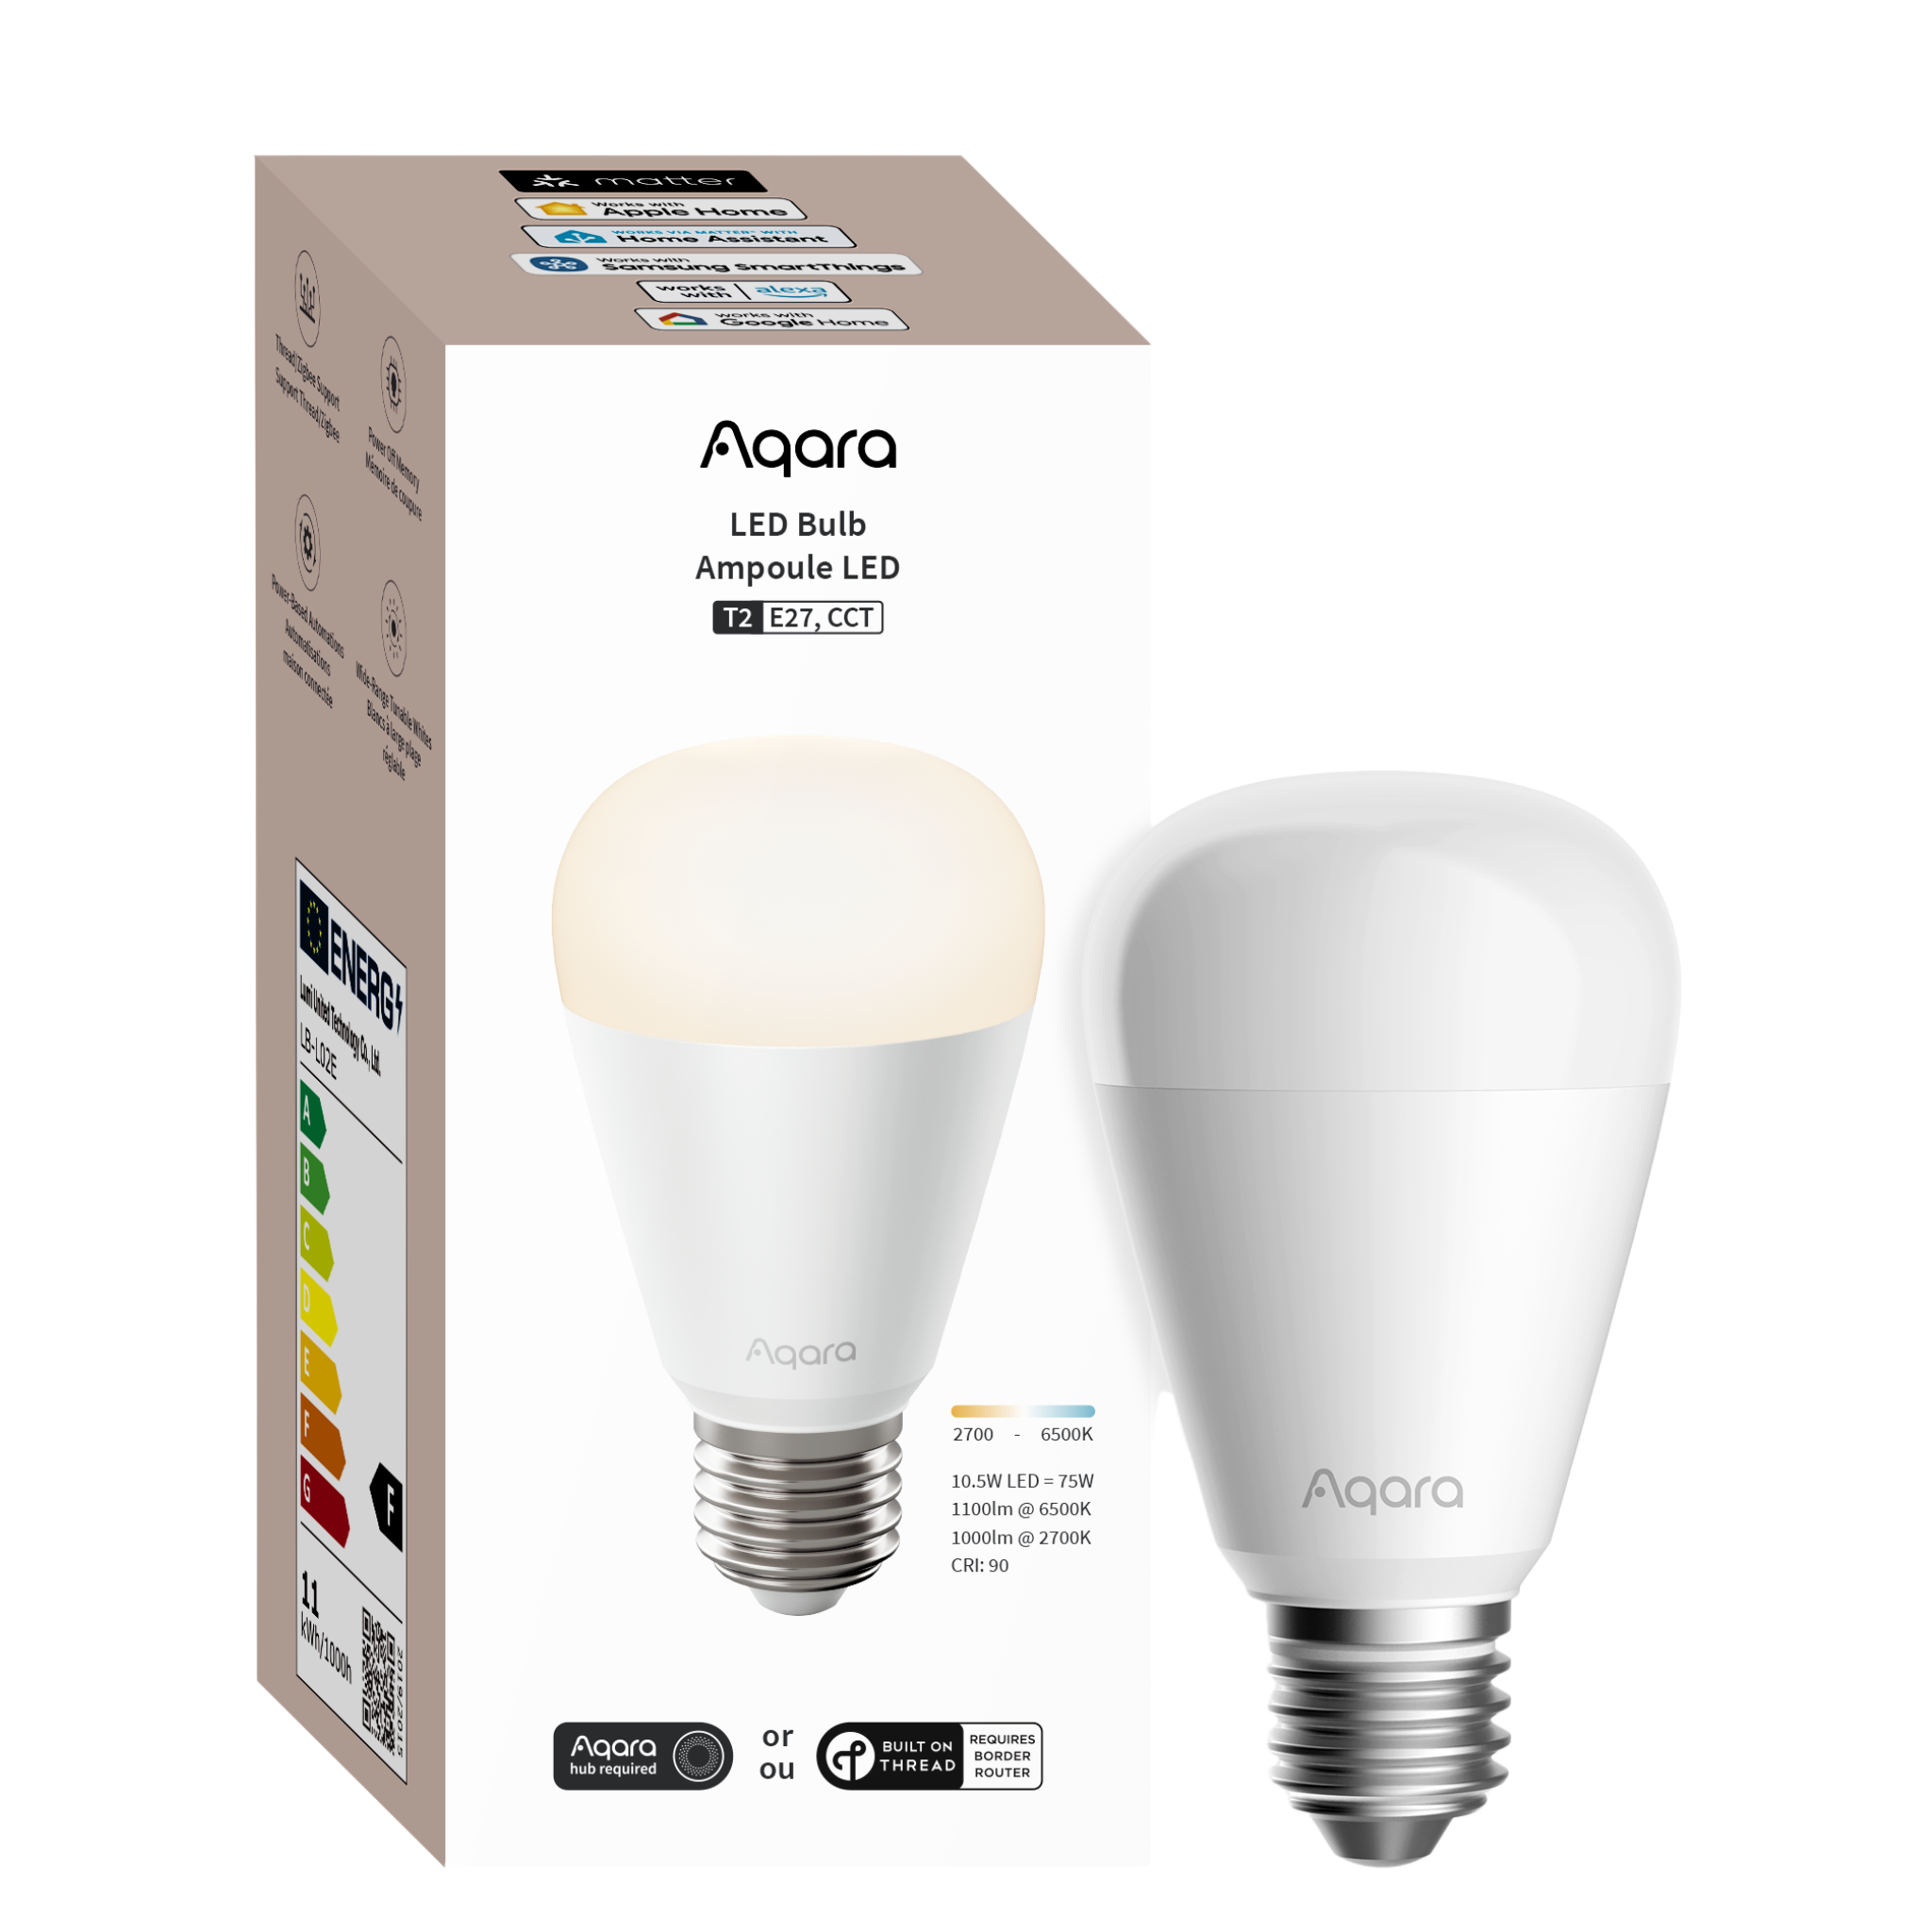 matter
Works with
Apple Home
WORKS VIA MATTER™ WITH
Home Assistant
Works with
Samsung SmartThings
works with | alexa
works with
Google Home
Thread/Zigbee Support
Support Thread/Zigbee
Power Off Memory
Mémoire de coupure
Power-Based Automations
Automatisations
maison connectée
Wide-Range Tunable Whites
Blancs à large plage
réglable
ENERG
Lumi United Technology Co., Ltd.
LB-L02E
A
B
C
D
E
F
G
F
11
kWh/1000h
2019/2015
Aqara
LED Bulb
Ampoule LED
T2 E27, CCT
Aqara
2700 - 6500K
10.5W LED = 75W
1100lm @ 6500K
1000lm @ 2700K
CRI: 90
Aqara
hub required
or
ou
BUILT ON
THREAD
REQUIRES
BORDER
ROUTER
Aqara